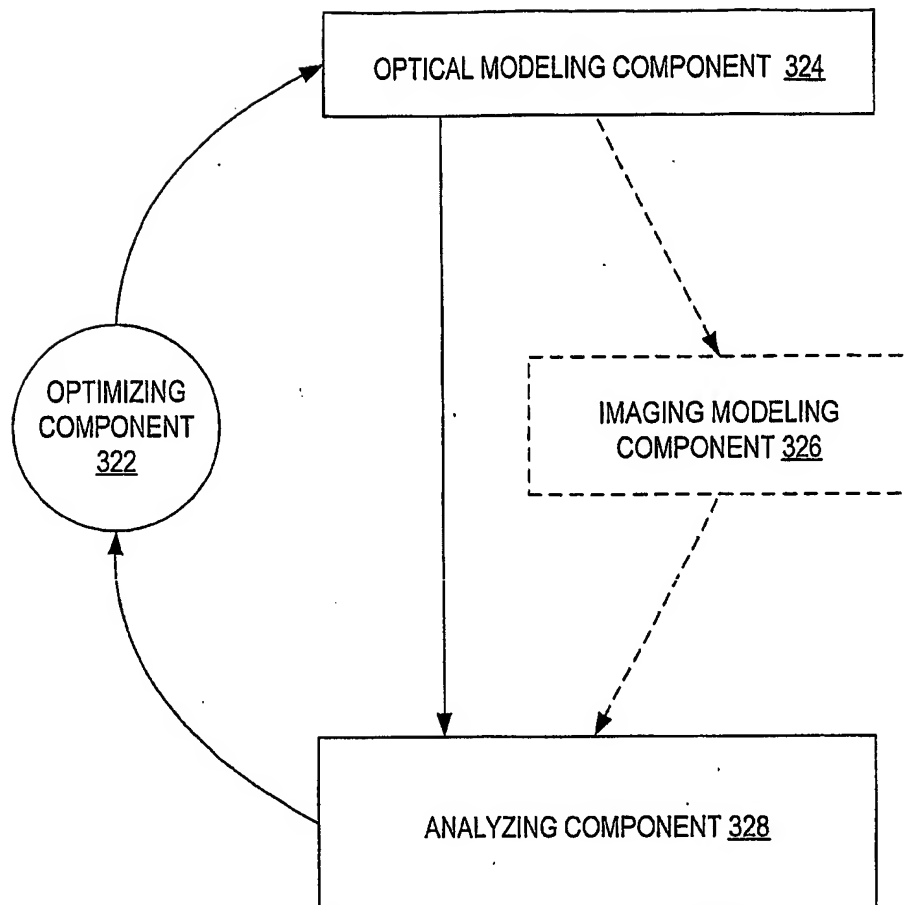 OPTICAL MODELING COMPONENT 324
OPTIMIZING
COMPONENT
322
IMAGING MODELING
COMPONENT 326
ANALYZING COMPONENT 328